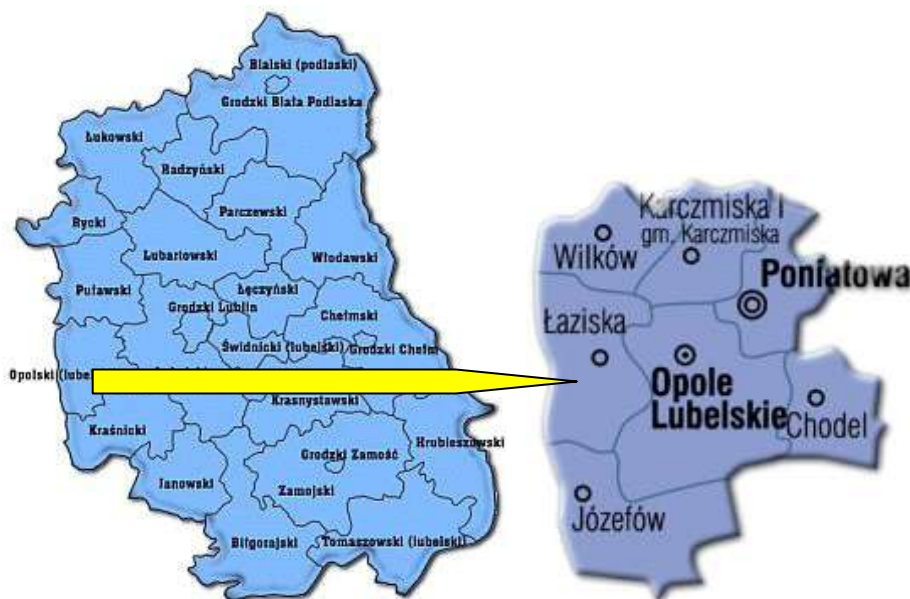 Bialski (podlaski)
Grodzki Biała Podlaska
Łukowski
Radzyński
Parczewski
Rycki
Lubartowski
Włodawski
Puławski
Łęczyński
Grodzki Lublin
Chełmski
Świdnicki (lubelski)
Grodzki Chełm
Opolski
Krasnystawski
Kraśnicki
Hrubieszowski
Grodzki Zamość
Janowski
Zamojski
Biłgorajski
Tomaszowski (lubelski)
Karczmiska I
gm. Karczmiska
Wilków
Poniatowa
Łaziska
Opole
Lubelskie
Chodel
Józefów